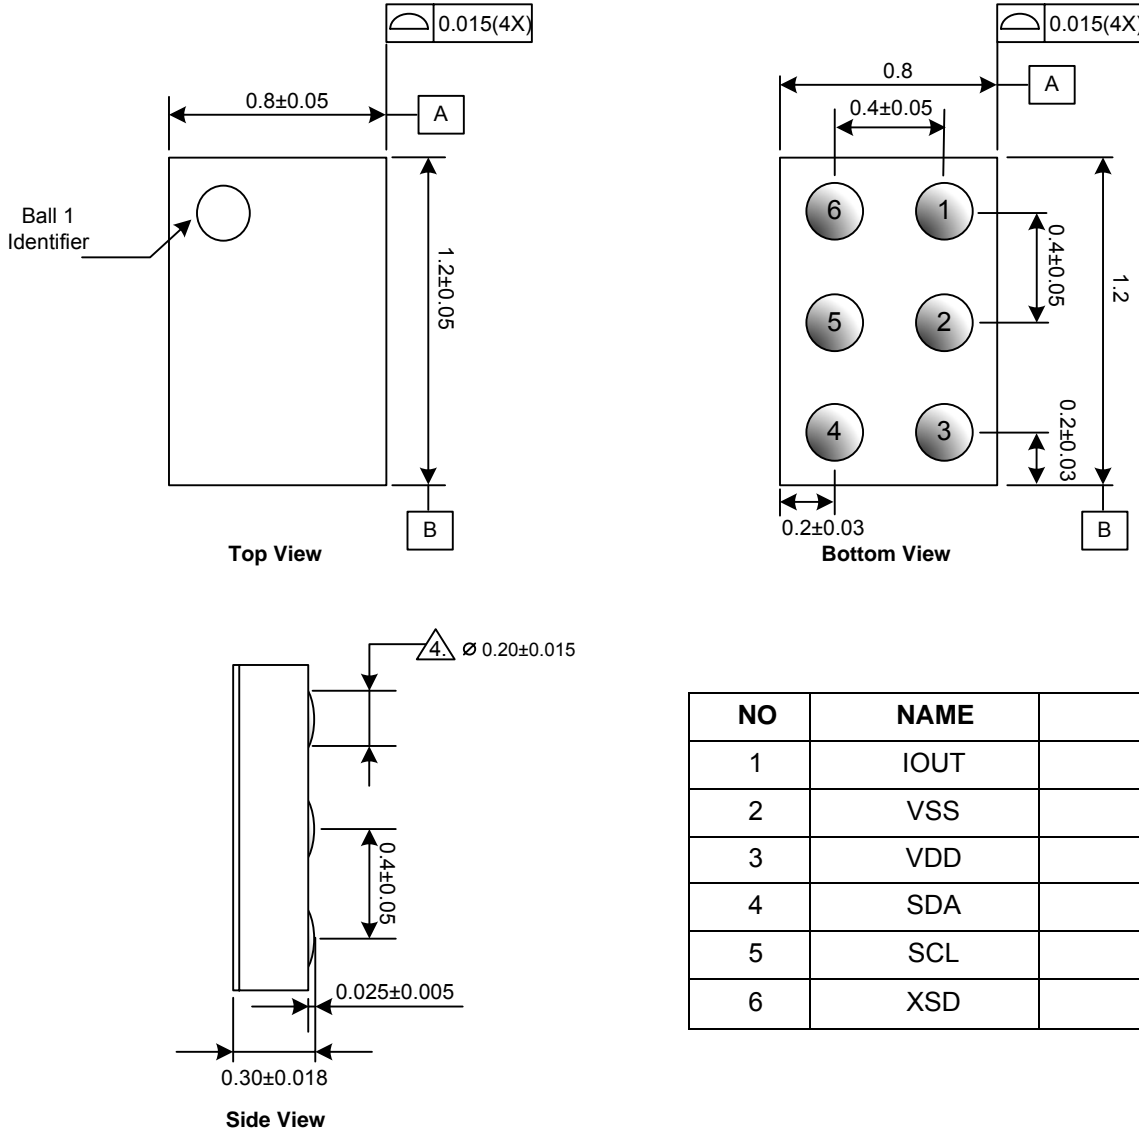 0.015(4X)
0.8±0.05
A
Ball 1
Identifier
1.2±0.05
B
Top View
0.015(4X)
0.8
A
0.4±0.05
6
1
0.4±0.05
1.2
5
2
4
3
0.2±0.03
0.2±0.03
B
Bottom View
4. ⌀ 0.20±0.015
0.4±0.05
0.025±0.005
0.30±0.018
Side View
NO NAME
1 IOUT
2 VSS
3 VDD
4 SDA
5 SCL
6 XSD